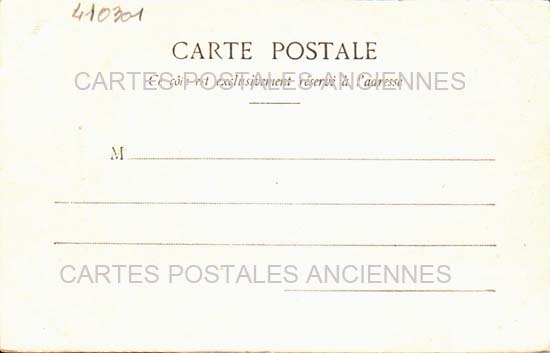 410301
CARTE POSTALE
CARTES POSTALES ANCIENNES
Ce côté est exclusivement réservé à l'adresse
M
CARTES POSTALES ANCIENNES